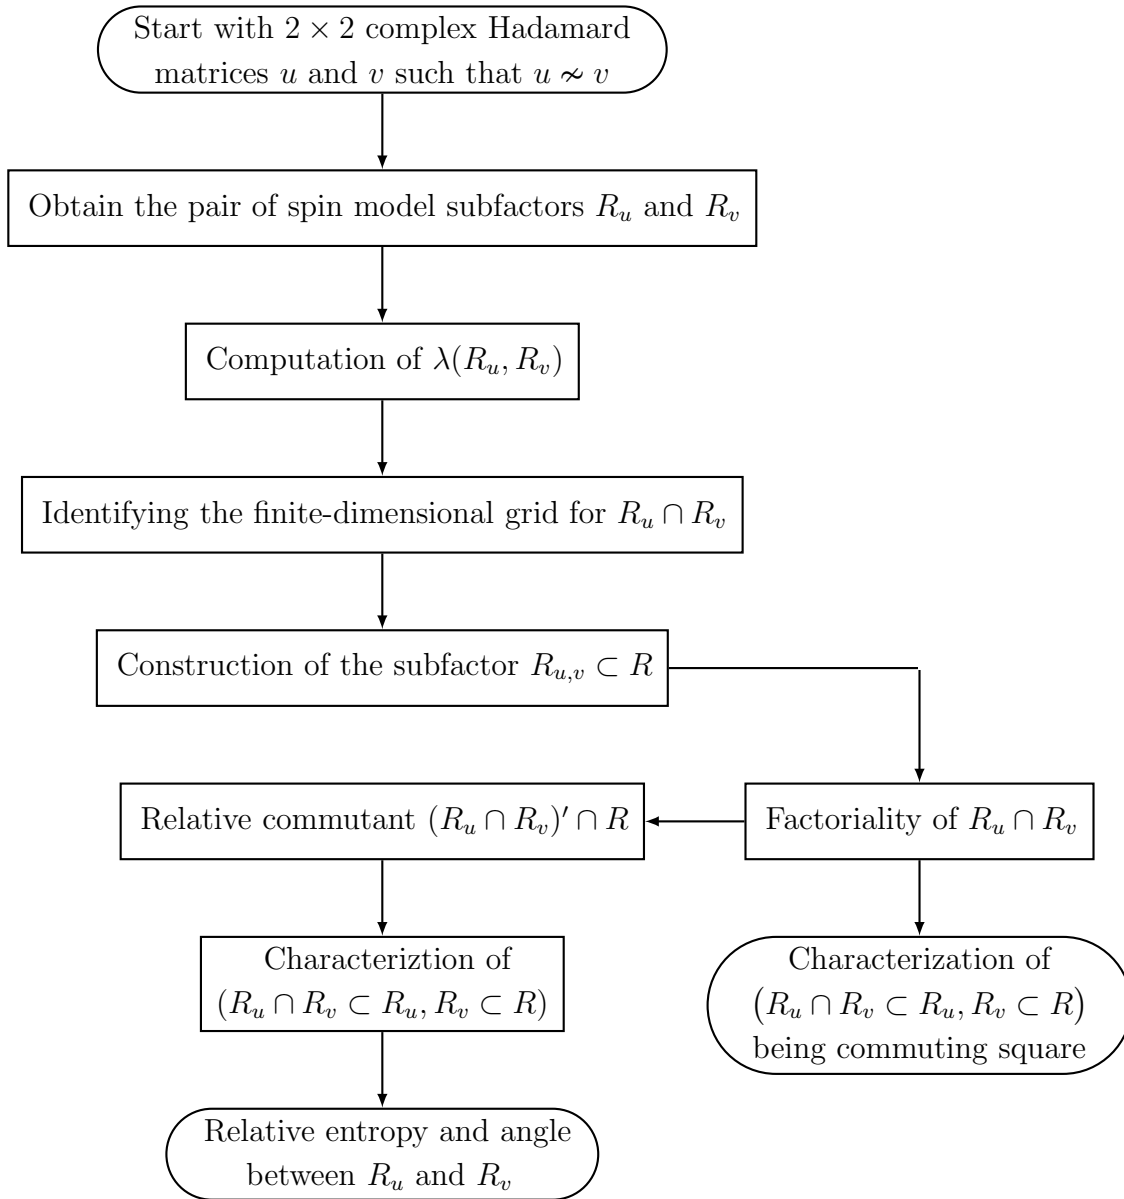 Start with 2 × 2 complex Hadamard
matrices u and v such that u ≁ v
Obtain the pair of spin model subfactors R_u and R_v
Computation of λ(R_u, R_v)
Identifying the finite-dimensional grid for R_u ∩ R_v
Construction of the subfactor R_{u,v} ⊂ R
Relative commutant (R_u ∩ R_v)′ ∩ R
Factoriality of R_u ∩ R_v
Characteriztion of
(R_u ∩ R_v ⊂ R_u, R_v ⊂ R)
Characterization of
(R_u ∩ R_v ⊂ R_u, R_v ⊂ R)
being commuting square
Relative entropy and angle
between R_u and R_v